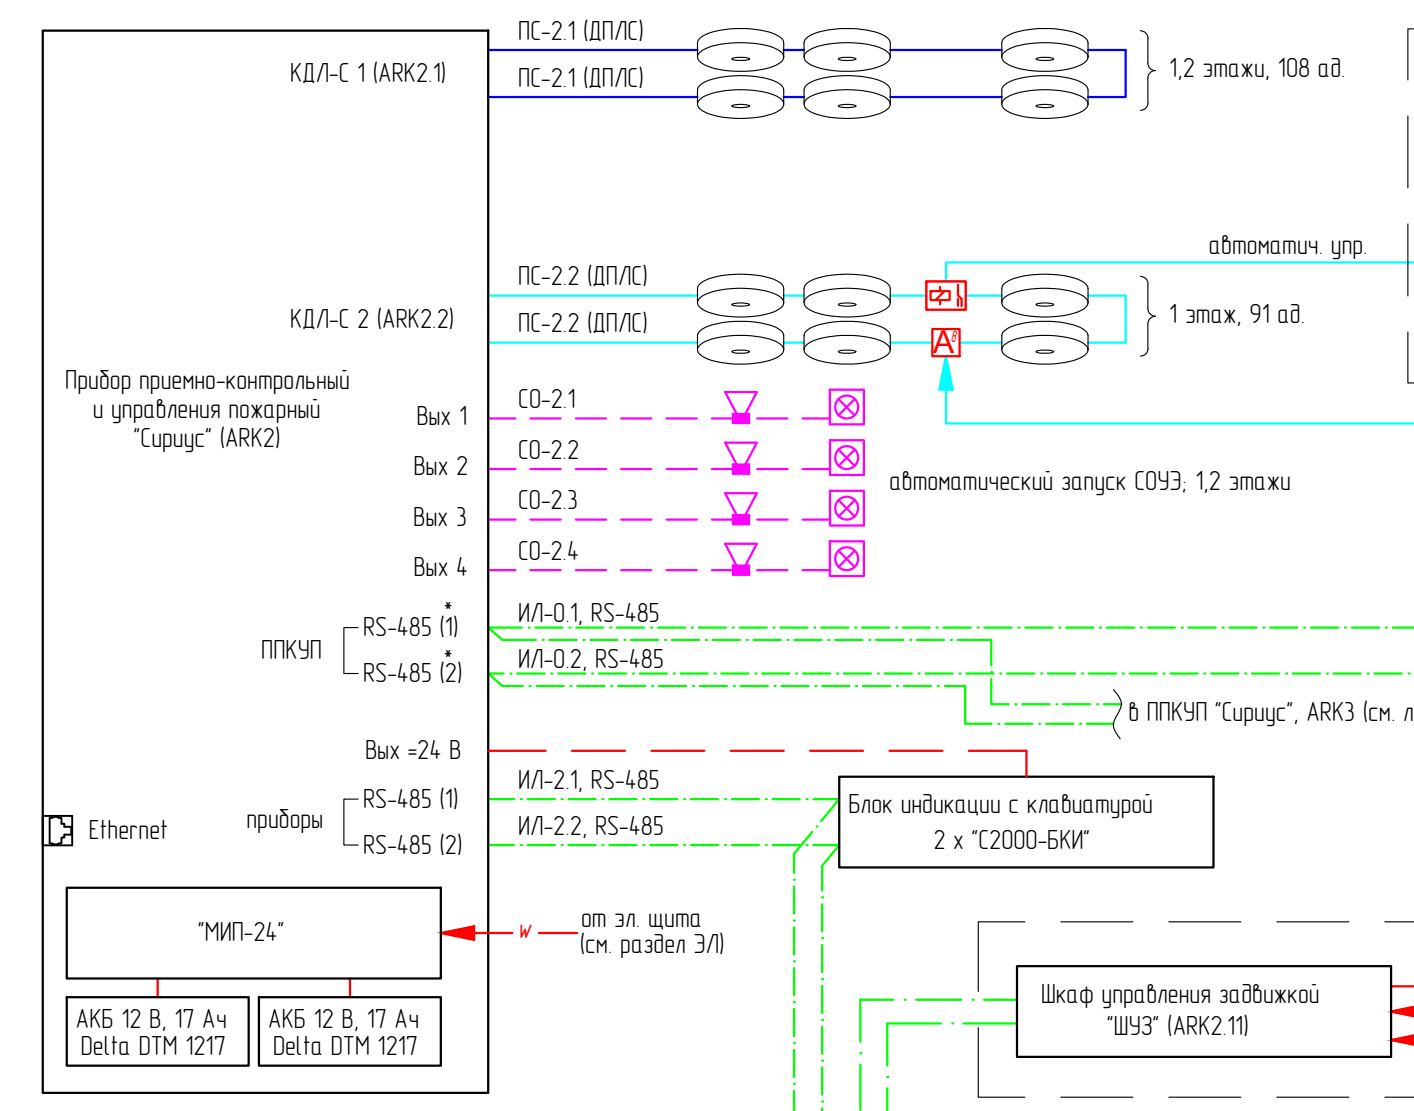 ПС-2.1 (ДПЛС)
КДЛ-С 1 (ARK2.1)
ПС-2.1 (ДПЛС)
1,2 этажи, 108 ад.
автоматич. упр.
ПС-2.2 (ДПЛС)
КДЛ-С 2 (ARK2.2)
ПС-2.2 (ДПЛС)
1 этаж, 91 ад.
Aв
Прибор приемно-контрольный
и управления пожарный
"Сириус" (ARK2)
Вых 1
СО-2.1
Вых 2
СО-2.2
Вых 3
СО-2.3
Вых 4
СО-2.4
автоматический запуск СОУЭ; 1,2 этажи
ППКУП
RS-485 (1)*
ИЛ-0.1, RS-485
RS-485 (2)*
ИЛ-0.2, RS-485
в ППКУП "Сириус", ARK3 (см. л
Вых =24 В
приборы
RS-485 (1)
ИЛ-2.1, RS-485
RS-485 (2)
ИЛ-2.2, RS-485
Блок индикации с клавиатурой
2 x "С2000-БКИ"
Ethernet
"МИП-24"
W
от эл. щита
(см. раздел ЭЛ)
АКБ 12 В, 17 Ач
Delta DTM 1217
АКБ 12 В, 17 Ач
Delta DTM 1217
Шкаф управления задвижкой
"ШУЗ" (ARK2.11)